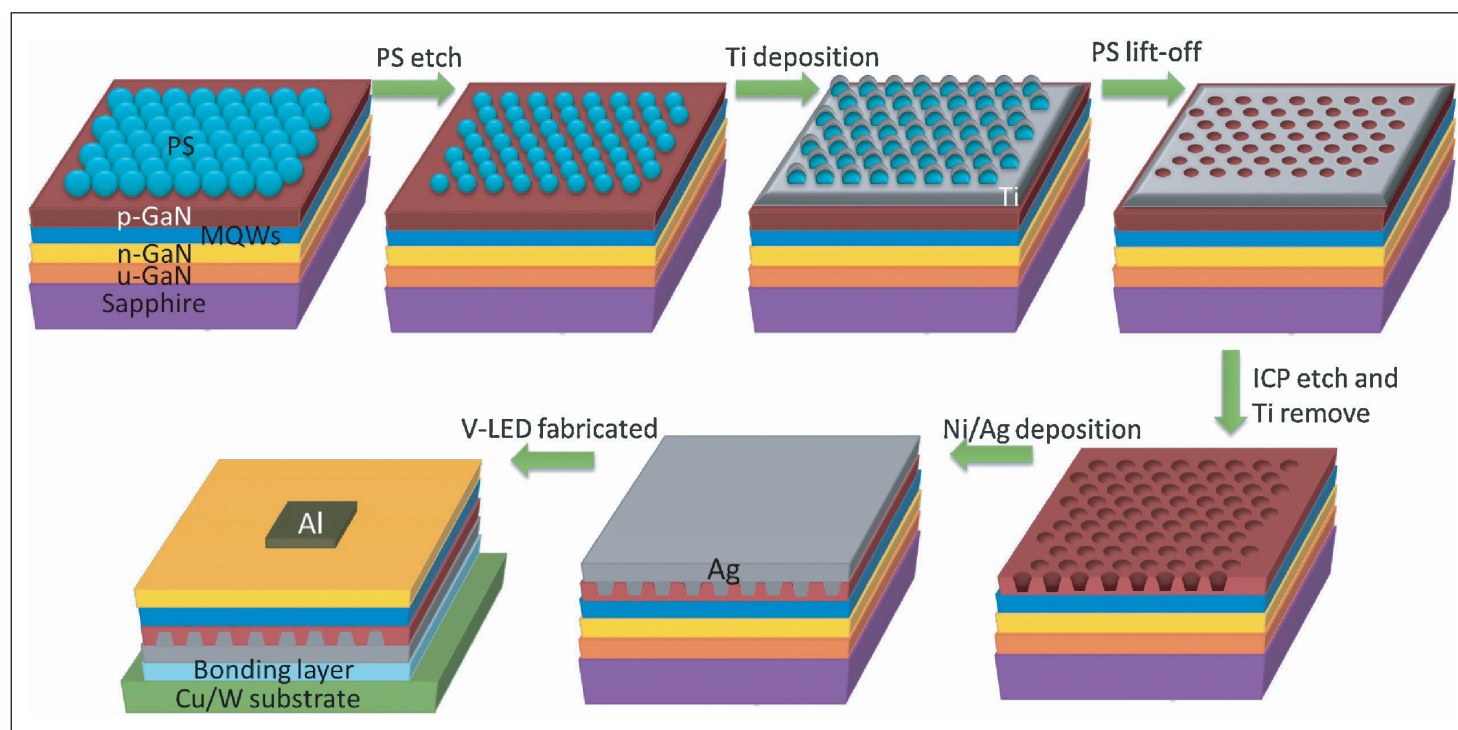 PS etch
Ti deposition
PS lift-off
PS
Ti
p-GaN
MQWs
n-GaN
u-GaN
Sapphire
ICP etch and
Ti remove
V-LED fabricated
Ni/Ag deposition
Al
Ag
Bonding layer
Cu/W substrate